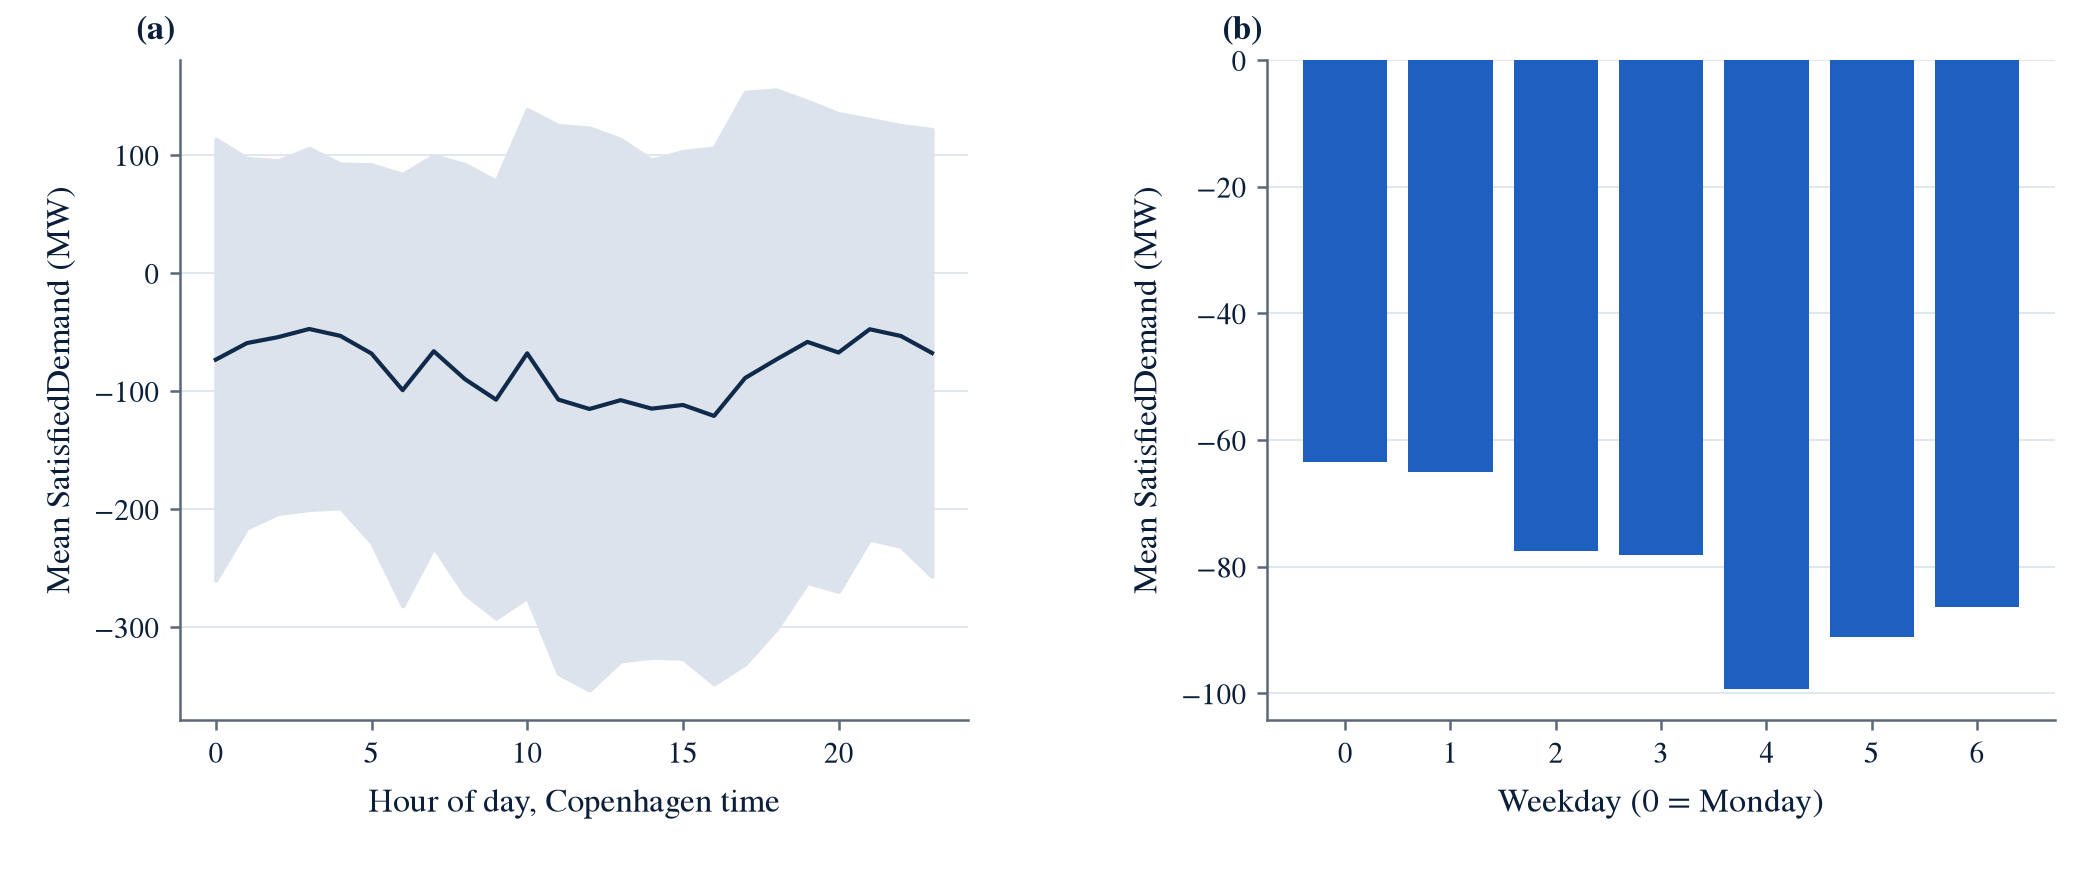 (a)
Mean SatisfiedDemand (MW)
100
0
−100
−200
−300
0 5 10 15 20
Hour of day, Copenhagen time
(b)
Mean SatisfiedDemand (MW)
0
−20
−40
−60
−80
−100
0 1 2 3 4 5 6
Weekday (0 = Monday)